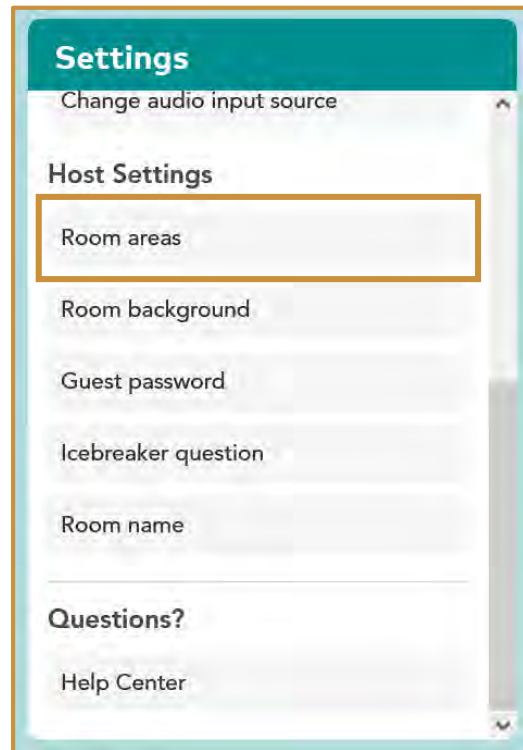 Settings
Change audio input source
Host Settings
Room areas
Room background
Guest password
Icebreaker question
Room name
Questions?
Help Center